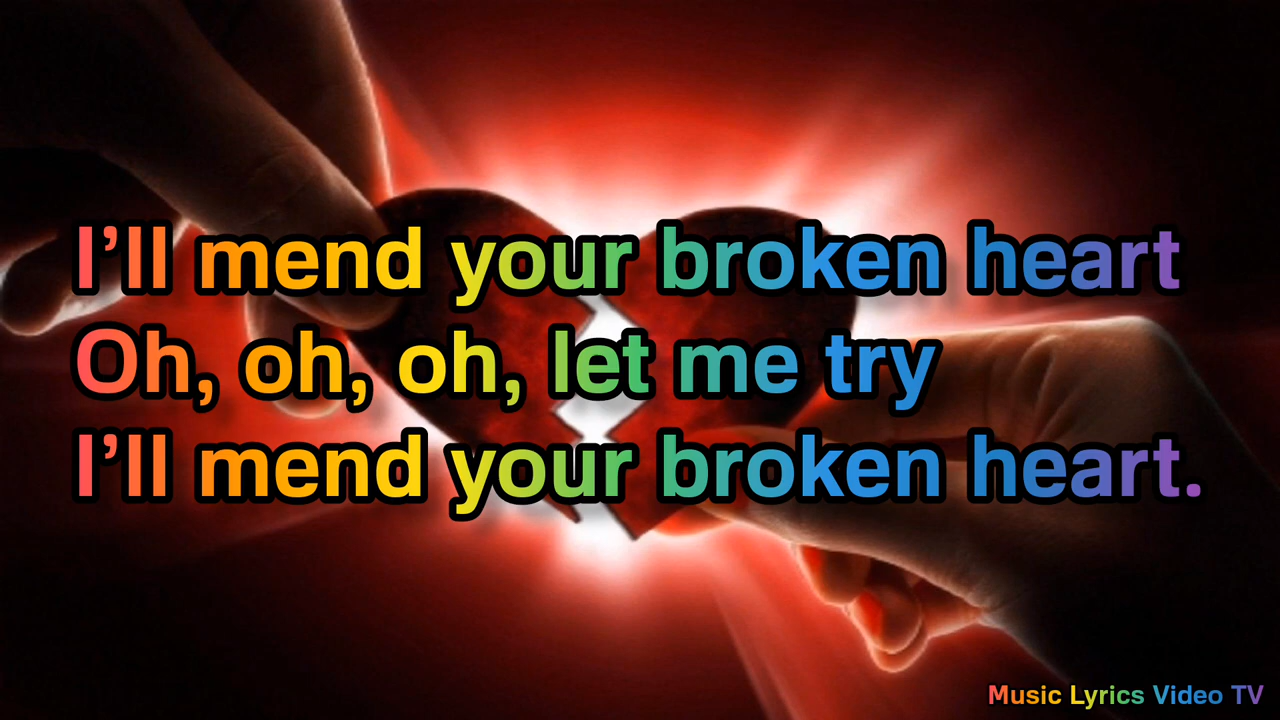 I’ll mend your broken heart
Oh, oh, oh, let me try
I’ll mend your broken heart.
Music Lyrics Video TV